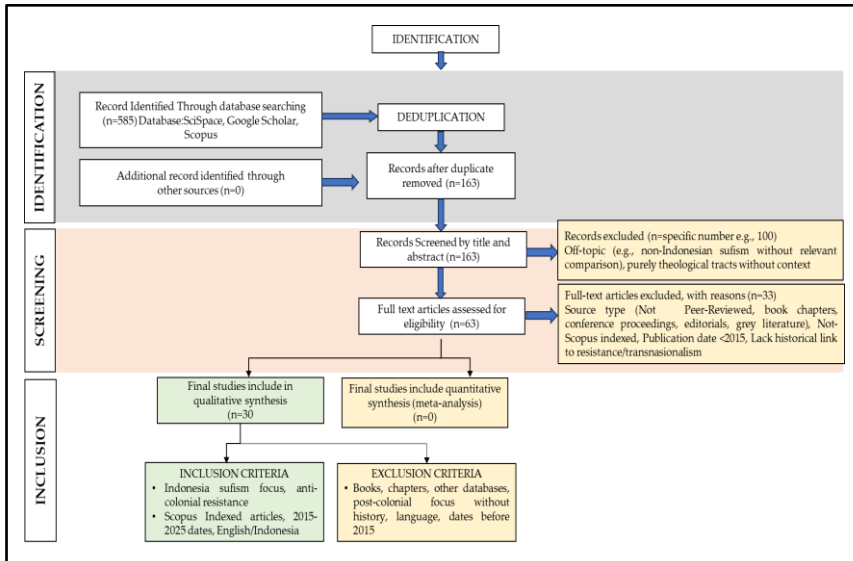 IDENTIFICATION
IDENTIFICATION
Record Identified Through database searching
(n=585) Database:SciSpace, Google Scholar,
Scopus
DEDUPLICATION
Additional record identified through
other sources (n=0)
Records after duplicate
removed (n=163)
SCREENING
Records Screened by title and
abstract (n=163)
Records excluded (n=specific number e.g., 100)
Off-topic (e.g., non-Indonesian sufism without relevant
comparison), purely theological tracts without context
Full text articles assessed for
eligibility (n=63)
Full-text articles excluded, with reasons (n=33)
Source type (Not Peer-Reviewed, book chapters,
conference proceedings, editorials, grey literature), Not-
Scopus indexed, Publication date <2015, Lack historical link
to resistance/transnasionalism
INCLUSION
Final studies include in
qualitative synthesis
(n=30
Final studies include quantitative
synthesis (meta-analysis)
(n=0)
INCLUSION CRITERIA
• Indonesia sufism focus, anti-
colonial resistance
• Scopus Indexed articles, 2015-
2025 dates, English/Indonesia
EXCLUSION CRITERIA
• Books, chapters, other databases,
post-colonial focus without
history, language, dates before
2015